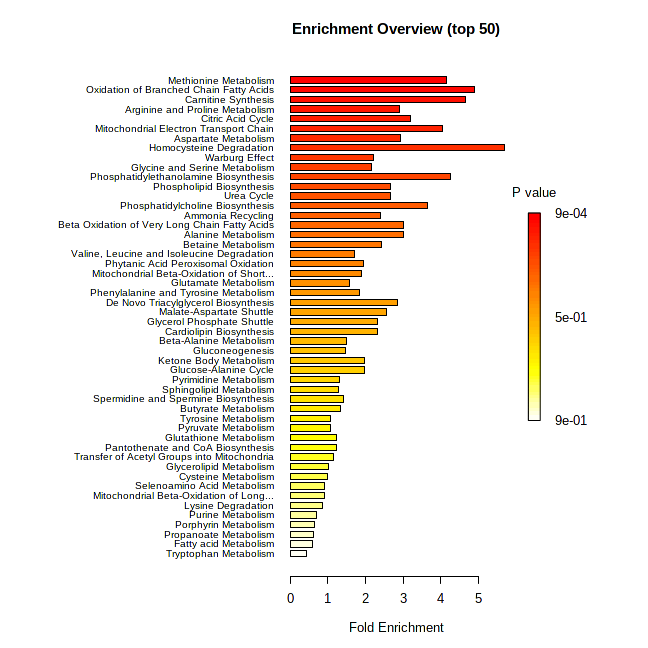 Enrichment Overview (top 50)
Methionine Metabolism
Oxidation of Branched Chain Fatty Acids
Carnitine Synthesis
Arginine and Proline Metabolism
Citric Acid Cycle
Mitochondrial Electron Transport Chain
Aspartate Metabolism
Homocysteine Degradation
Warburg Effect
Glycine and Serine Metabolism
Phosphatidylethanolamine Biosynthesis
Phospholipid Biosynthesis
Urea Cycle
Phosphatidylcholine Biosynthesis
Ammonia Recycling
Beta Oxidation of Very Long Chain Fatty Acids
Alanine Metabolism
Betaine Metabolism
Valine, Leucine and Isoleucine Degradation
Phytanic Acid Peroxisomal Oxidation
Mitochondrial Beta-Oxidation of Short...
Glutamate Metabolism
Phenylalanine and Tyrosine Metabolism
De Novo Triacylglycerol Biosynthesis
Malate-Aspartate Shuttle
Glycerol Phosphate Shuttle
Cardiolipin Biosynthesis
Beta-Alanine Metabolism
Gluconeogenesis
Ketone Body Metabolism
Glucose-Alanine Cycle
Pyrimidine Metabolism
Sphingolipid Metabolism
Spermidine and Spermine Biosynthesis
Butyrate Metabolism
Tyrosine Metabolism
Pyruvate Metabolism
Glutathione Metabolism
Pantothenate and CoA Biosynthesis
Transfer of Acetyl Groups into Mitochondria
Glycerolipid Metabolism
Cysteine Metabolism
Selenoamino Acid Metabolism
Mitochondrial Beta-Oxidation of Long...
Lysine Degradation
Purine Metabolism
Porphyrin Metabolism
Propanoate Metabolism
Fatty acid Metabolism
Tryptophan Metabolism
0 1 2 3 4 5
Fold Enrichment
P value
9e-04
5e-01
9e-01